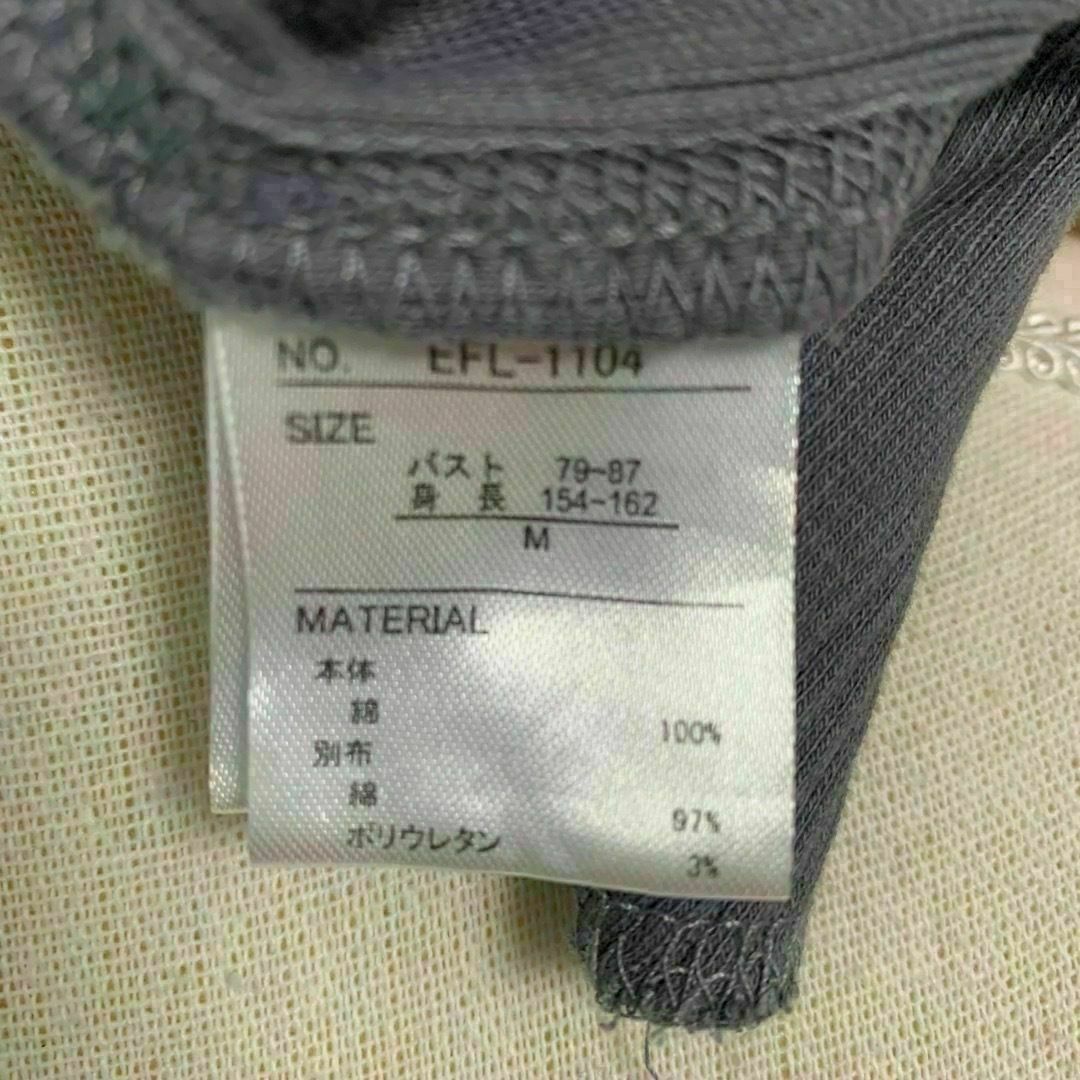 NO. EFL-1104
SIZE
バスト 79-87
身 長 154-162
M
MATERIAL
本体
綿 100%
別布
綿 97%
ポリウレタン 3%